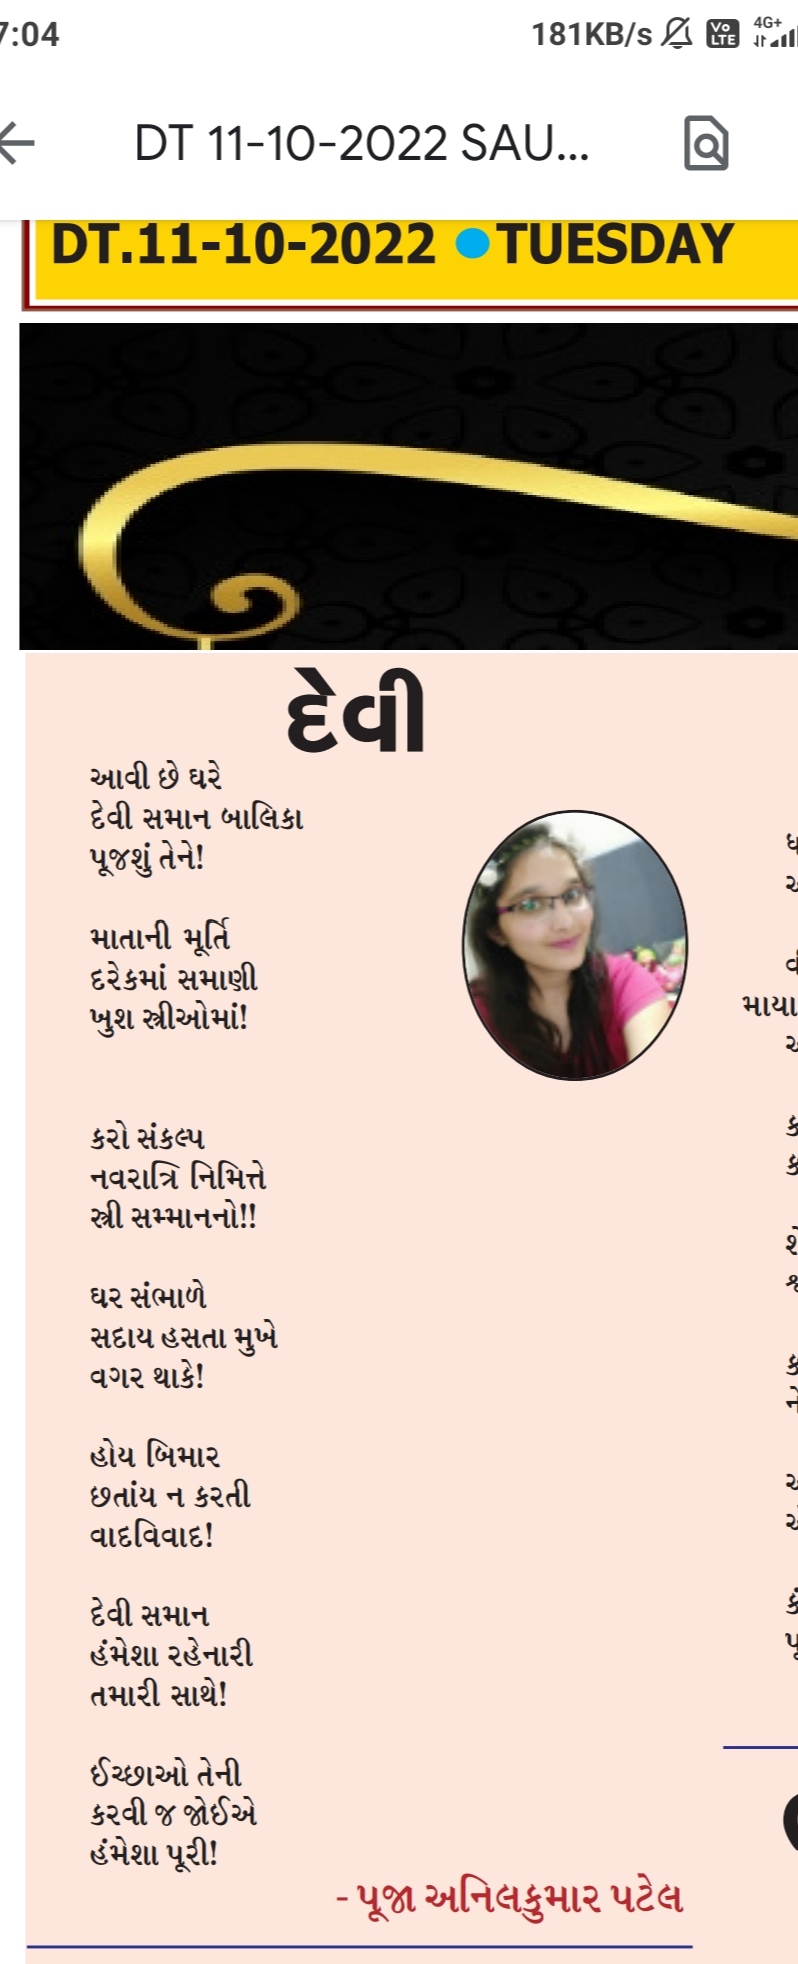 7:04 181KB/s Vo LTE 4G+
DT 11-10-2022 SAU...
DT.11-10-2022 ●TUESDAY
દેવી
આવી છે ઘરે
દેવી સમાન બાલિકા
પૂજશું તેને!
માતાની મૂર્તિ
દરેકમાં સમાણી
ખુશ સ્ત્રીઓમાં!
કરો સંકલ્પ
નવરાત્રિ નિમિત્તે
સ્ત્રી સમ્માનનો!!
ઘર સંભાળે
સદાય હસતા મુખે
વગર થાકે!
હોય બિમાર
છતાંય ન કરતી
વાદવિવાદ!
દેવી સમાન
હંમેશા રહેનારી
તમારી સાથે!
ઈચ્છાઓ તેની
કરવી જ જોઈએ
હંમેશા પૂરી!
- પૂજા અનિલકુમાર પટેલ
માયા